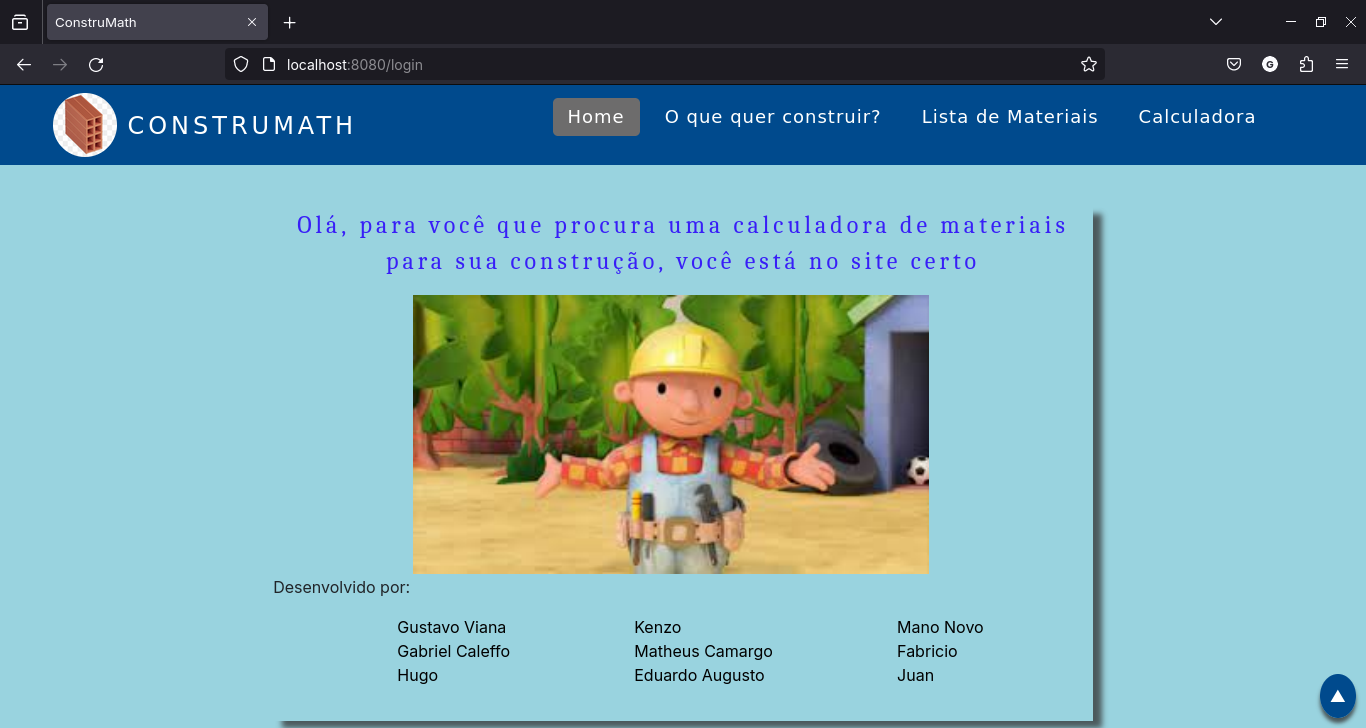 ConstruMath
localhost:8080/login
G
CONSTRUMATH
Home
O que quer construir?
Lista de Materiais
Calculadora
Olá, para você que procura uma calculadora de materiais
para sua construção, você está no site certo
Desenvolvido por:
Gustavo Viana
Kenzo
Mano Novo
Gabriel Caleffo
Matheus Camargo
Fabricio
Hugo
Eduardo Augusto
Juan